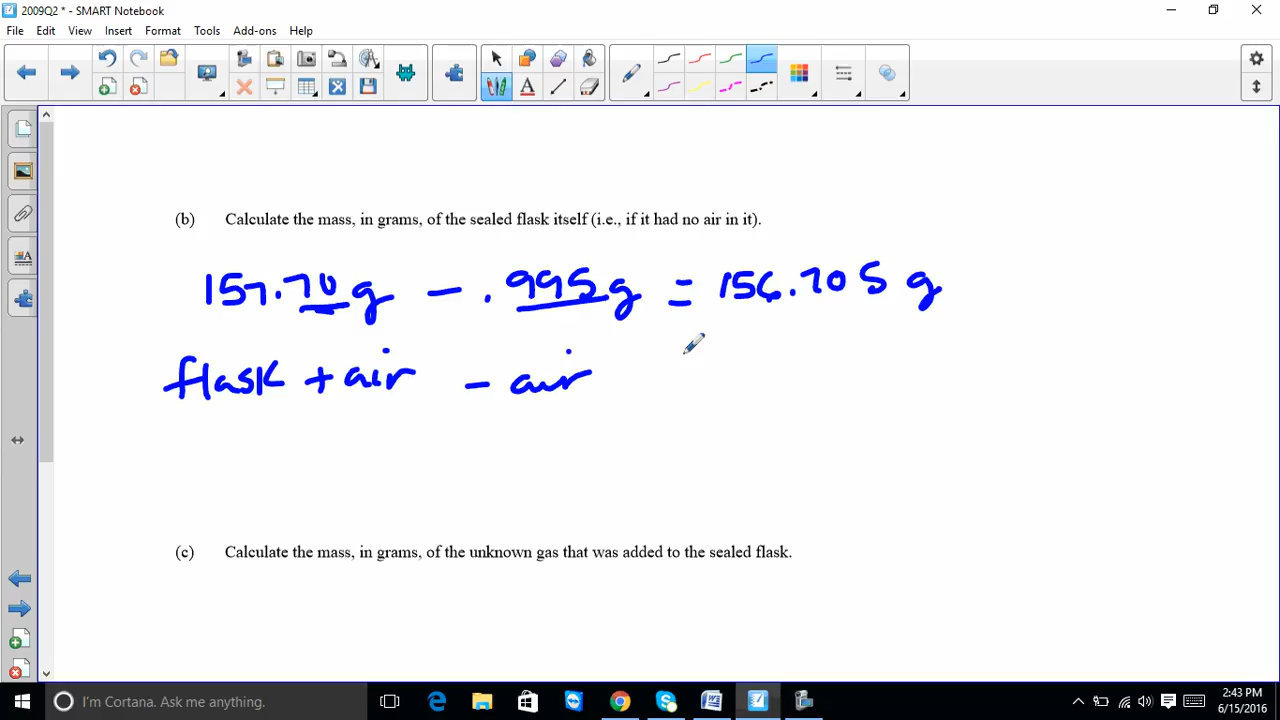 2009Q2 * - SMART Notebook
File Edit View Insert Format Tools Add-ons Help
(b) Calculate the mass, in grams, of the sealed flask itself (i.e., if it had no air in it).
157.70 g - .995 g = 156.705 g
flask + air - air
(c) Calculate the mass, in grams, of the unknown gas that was added to the sealed flask.
I'm Cortana. Ask me anything.
2:43 PM
6/15/2016